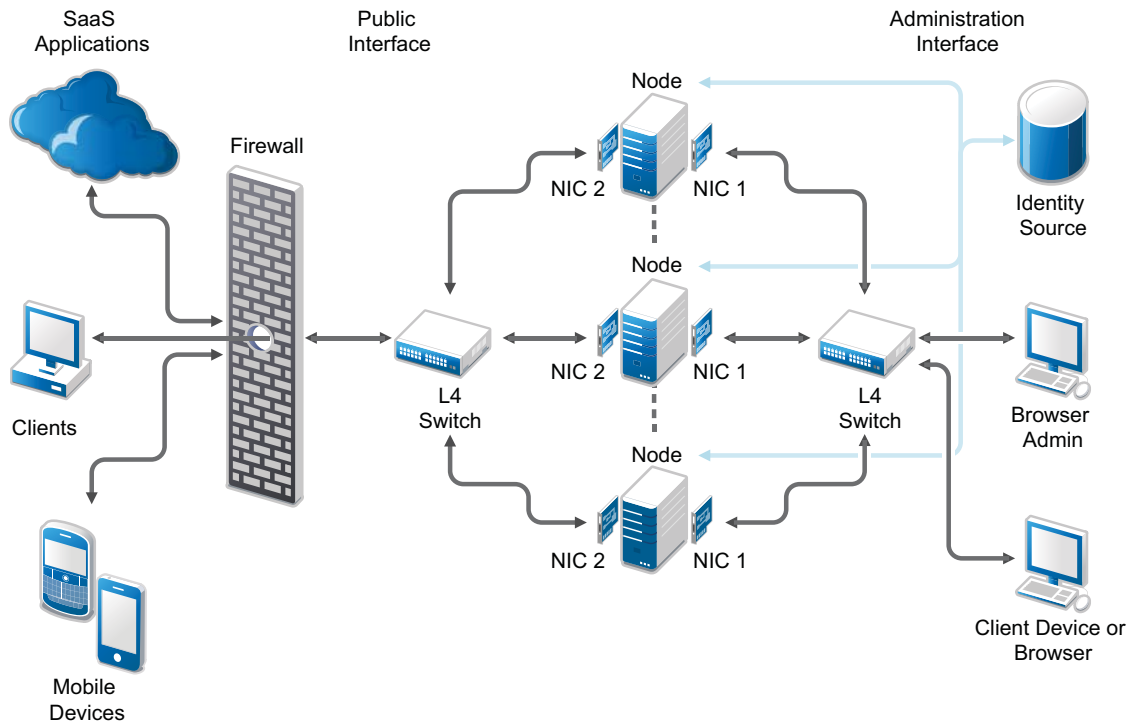 SaaS
Applications
Public
Interface
Administration
Interface
Node
Firewall
NIC 2
NIC 1
Identity
Source
Node
NIC 2
NIC 1
L4
Switch
L4
Switch
Clients
Browser
Admin
Node
NIC 2
NIC 1
Client Device or
Browser
Mobile
Devices